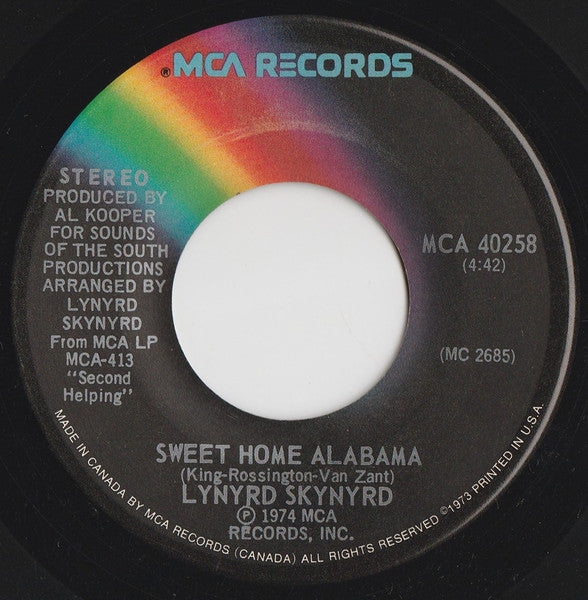 ®.MCA RECORDS
STEREO
PRODUCED BY
AL KOOPER
FOR SOUNDS
OF THE SOUTH
PRODUCTIONS
ARRANGED BY
LYNYRD
SKYNYRD
From MCA LP
MCA-413
"Second
Helping"
MCA 40258
(4:42)
(MC 2685)
SWEET HOME ALABAMA
(King-Rossington-Van Zant)
LYNYRD SKYNYRD
℗ 1974 MCA
RECORDS, INC.
MADE IN CANADA BY MCA RECORDS (CANADA) ALL RIGHTS RESERVED ©1973 PRINTED IN U.S.A.